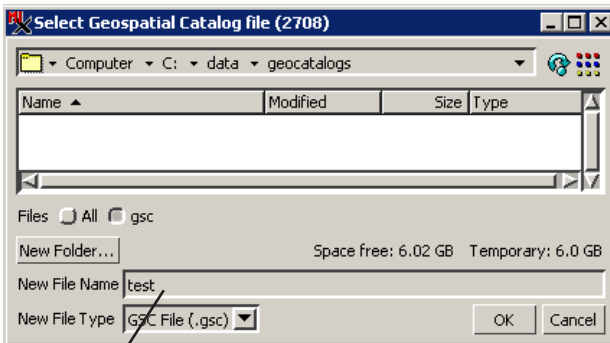 Select Geospatial Catalog file (2708)
Computer C: data geocatalogs
Name Modified Size Type
Files All gsc
New Folder... Space free: 6.02 GB Temporary: 6.0 GB
New File Name test
New File Type GSC File (.gsc) OK Cancel